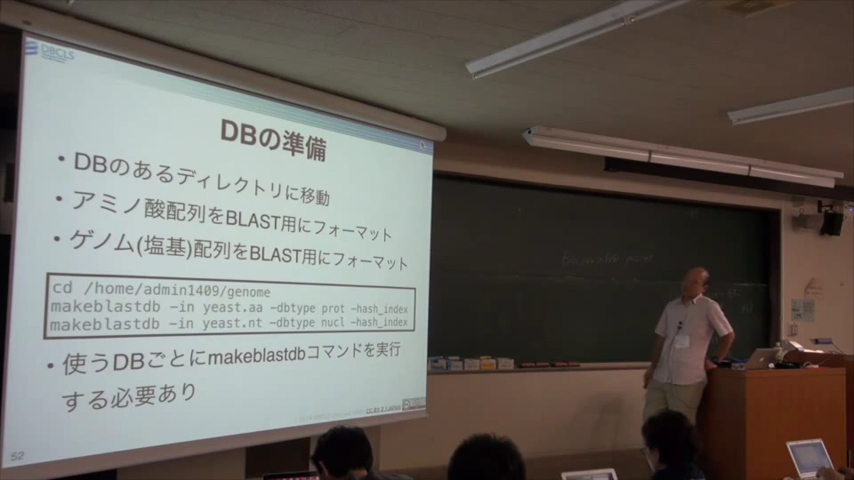 DBCLS
DBの準備
・DBのあるディレクトリに移動
・アミノ酸配列をBLAST用にフォーマット
・ゲノム(塩基)配列をBLAST用にフォーマット
cd /home/admin1409/genome
makeblastdb -in yeast.aa -dbtype prot -hash_index
makeblastdb -in yeast.nt -dbtype nucl -hash_index
・使うDBごとにmakeblastdbコマンドを実行
する必要あり
52